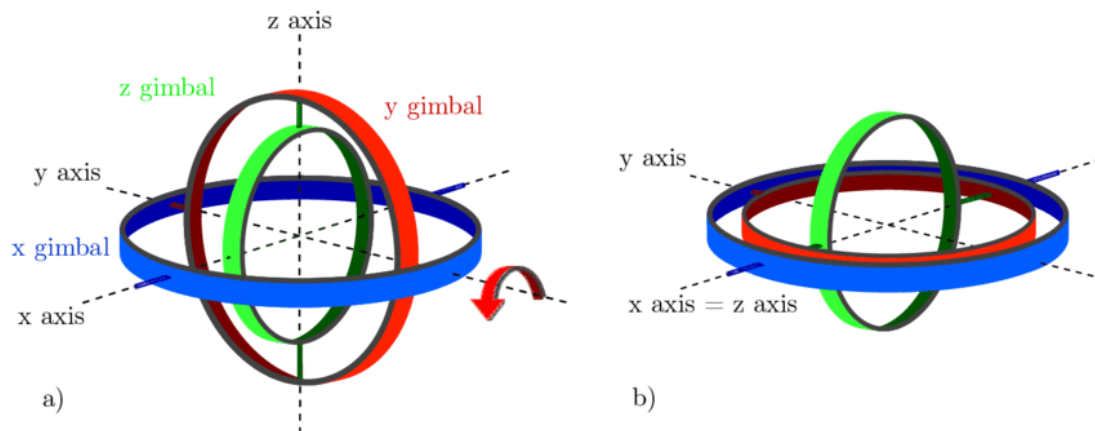 z axis
z gimbal
y gimbal
y axis
x gimbal
x axis
a)
y axis
x axis = z axis
b)